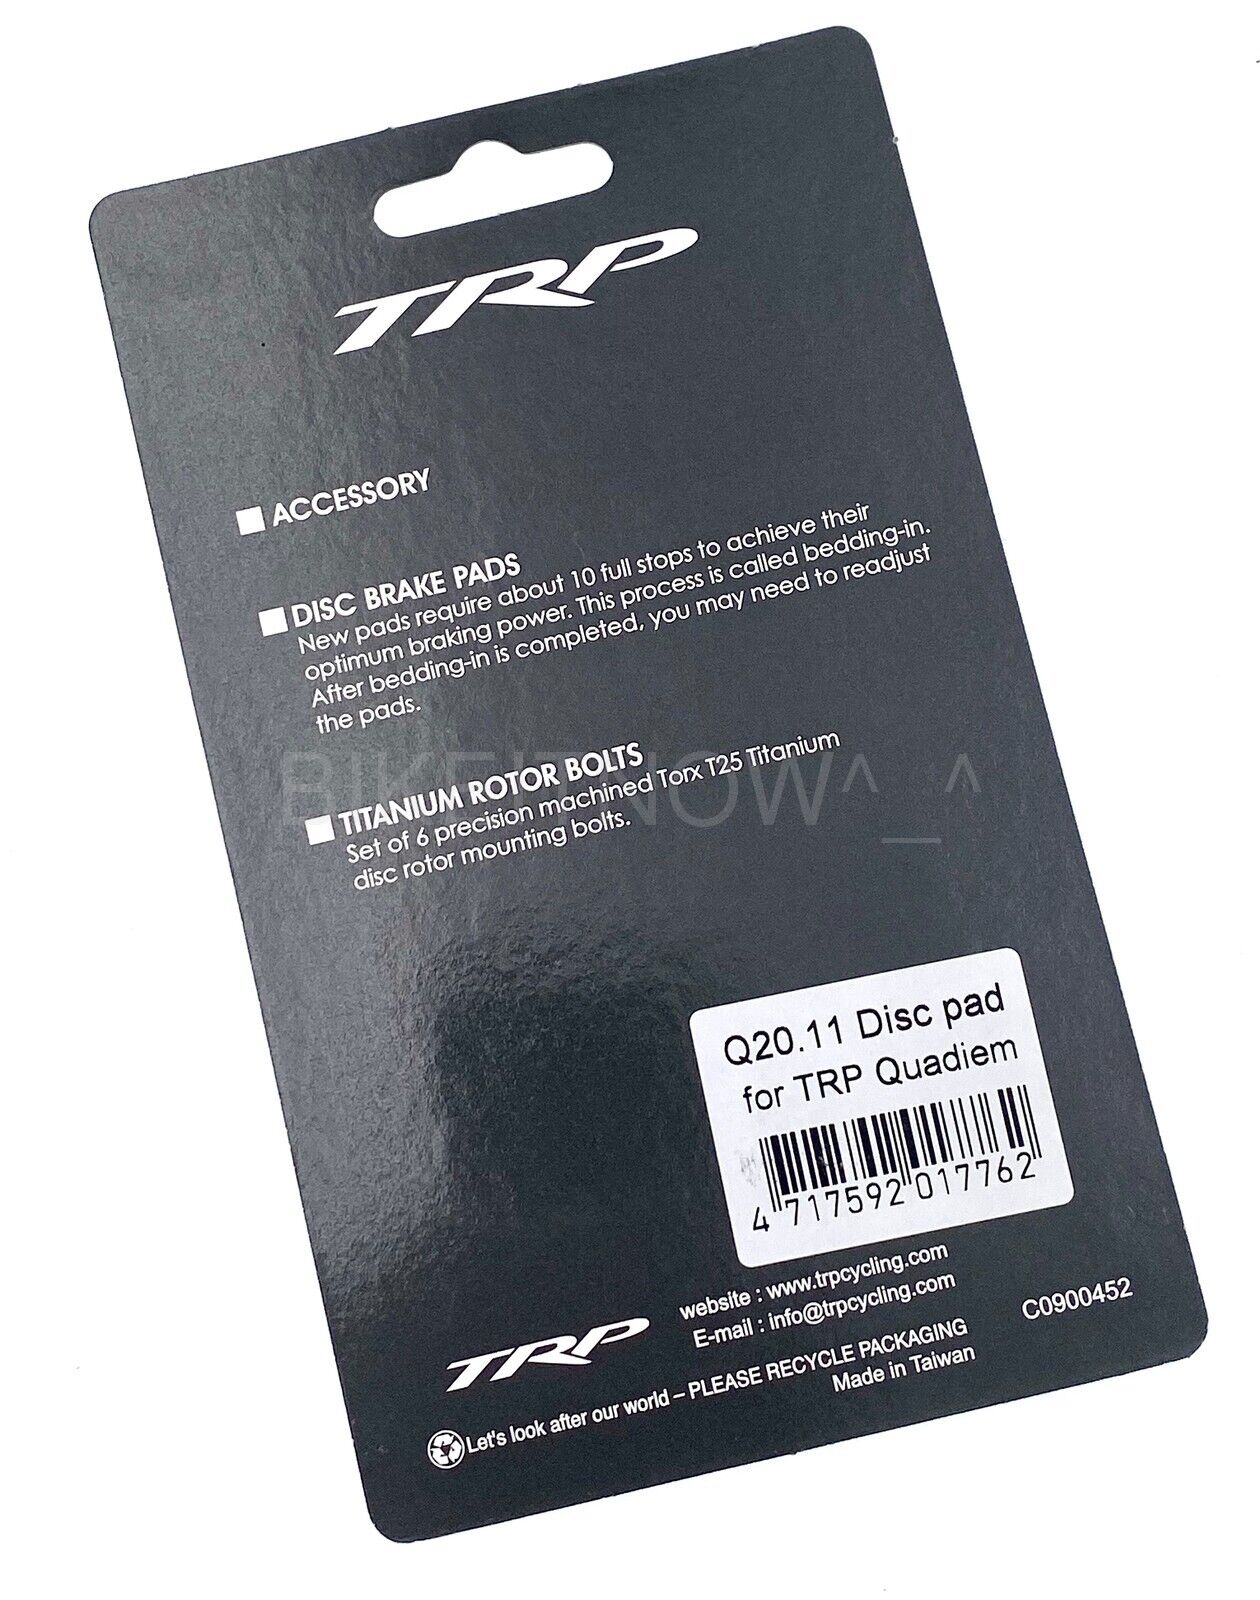 TRP
■ ACCESSORY
■ DISC BRAKE PADS
New pads require about 10 full stops to achieve their
optimum braking power. This process is called bedding-in.
After bedding-in is completed, you may need to readjust
the pads.
BIKEITNOW^_^
■ TITANIUM ROTOR BOLTS
Set of 6 precision machined Torx T25 Titanium
disc rotor mounting bolts.
Q20.11 Disc pad
for TRP Quadiem
4 717592 017762
website : www.trpcycling.com
E-mail : info@trpcycling.com
C0900452
TRP
Let's look after our world – PLEASE RECYCLE PACKAGING
Made in Taiwan